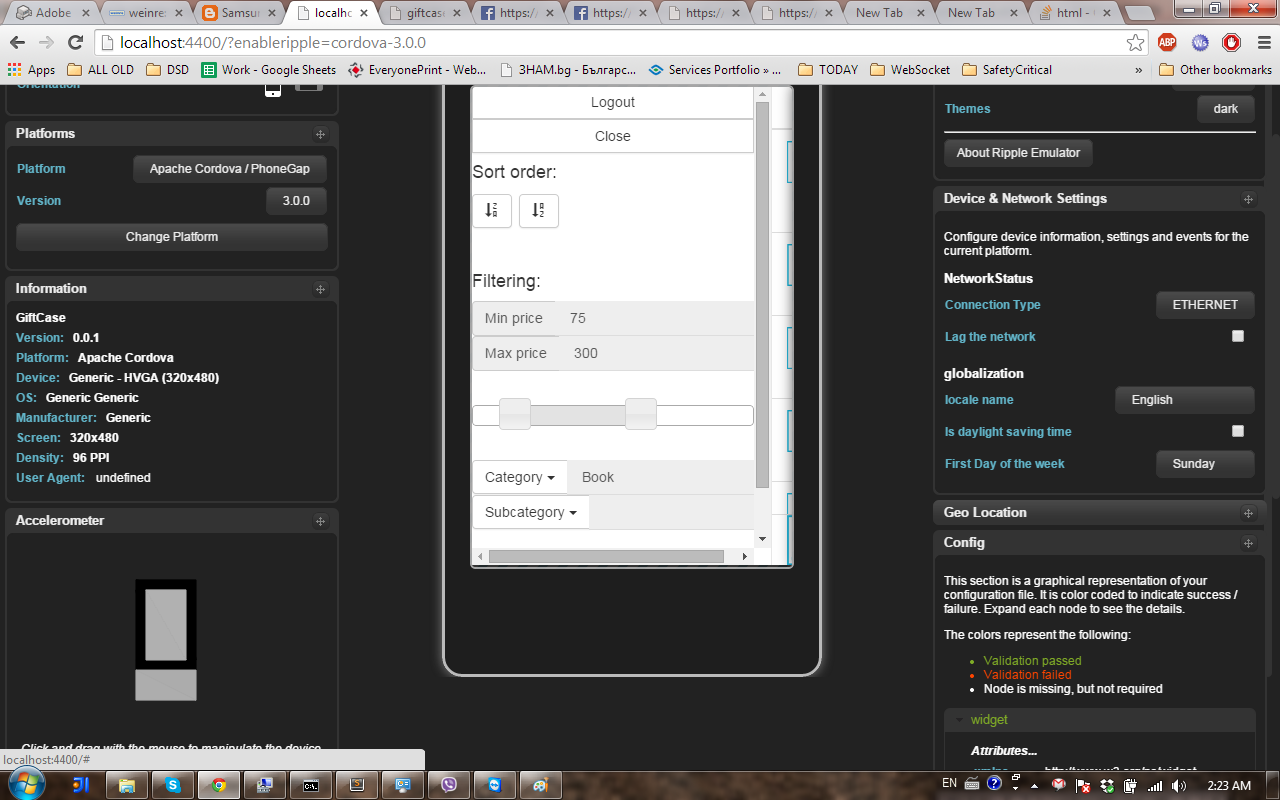 Adobe
weinre
Samsu
localhc
giftcase
https:/
https:/
https:/
https:/
New Tab
New Tab
html -
localhost:4400/?enableripple=cordova-3.0.0
ABP
Apps
ALL OLD
DSD
Work - Google Sheets
EveryonePrint - Web...
ЗНАМ.bg - Българс...
Services Portfolio » ...
TODAY
WebSocket
SafetyCritical
»
Other bookmarks
Orientation
Platforms
Platform
Apache Cordova / PhoneGap
Version
3.0.0
Change Platform
Information
GiftCase
Version: 0.0.1
Platform: Apache Cordova
Device: Generic - HVGA (320x480)
OS: Generic Generic
Manufacturer: Generic
Screen: 320x480
Density: 96 PPI
User Agent: undefined
Accelerometer
Click and drag with the mouse to manipulate the device
localhost:4400/#
Logout
Close
Sort order:
Filtering:
Min price 75
Max price 300
Category Book
Subcategory
Themes
dark
About Ripple Emulator
Device & Network Settings
Configure device information, settings and events for the
current platform.
NetworkStatus
Connection Type
ETHERNET
Lag the network
globalization
locale name
English
Is daylight saving time
First Day of the week
Sunday
Geo Location
Config
This section is a graphical representation of your
configuration file. It is color coded to indicate success /
failure. Expand each node to see the details.
The colors represent the following:
Validation passed
Validation failed
Node is missing, but not required
widget
Attributes...
EN
2:23 AM